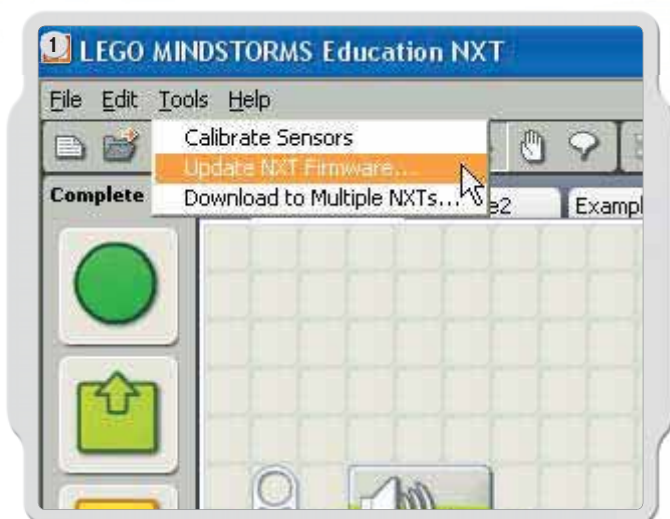 1
LEGO MINDSTORMS Education NXT
File Edit Tools Help
Calibrate Sensors
Update NXT Firmware...
Download to Multiple NXTs...
Complete
e2
Exampl